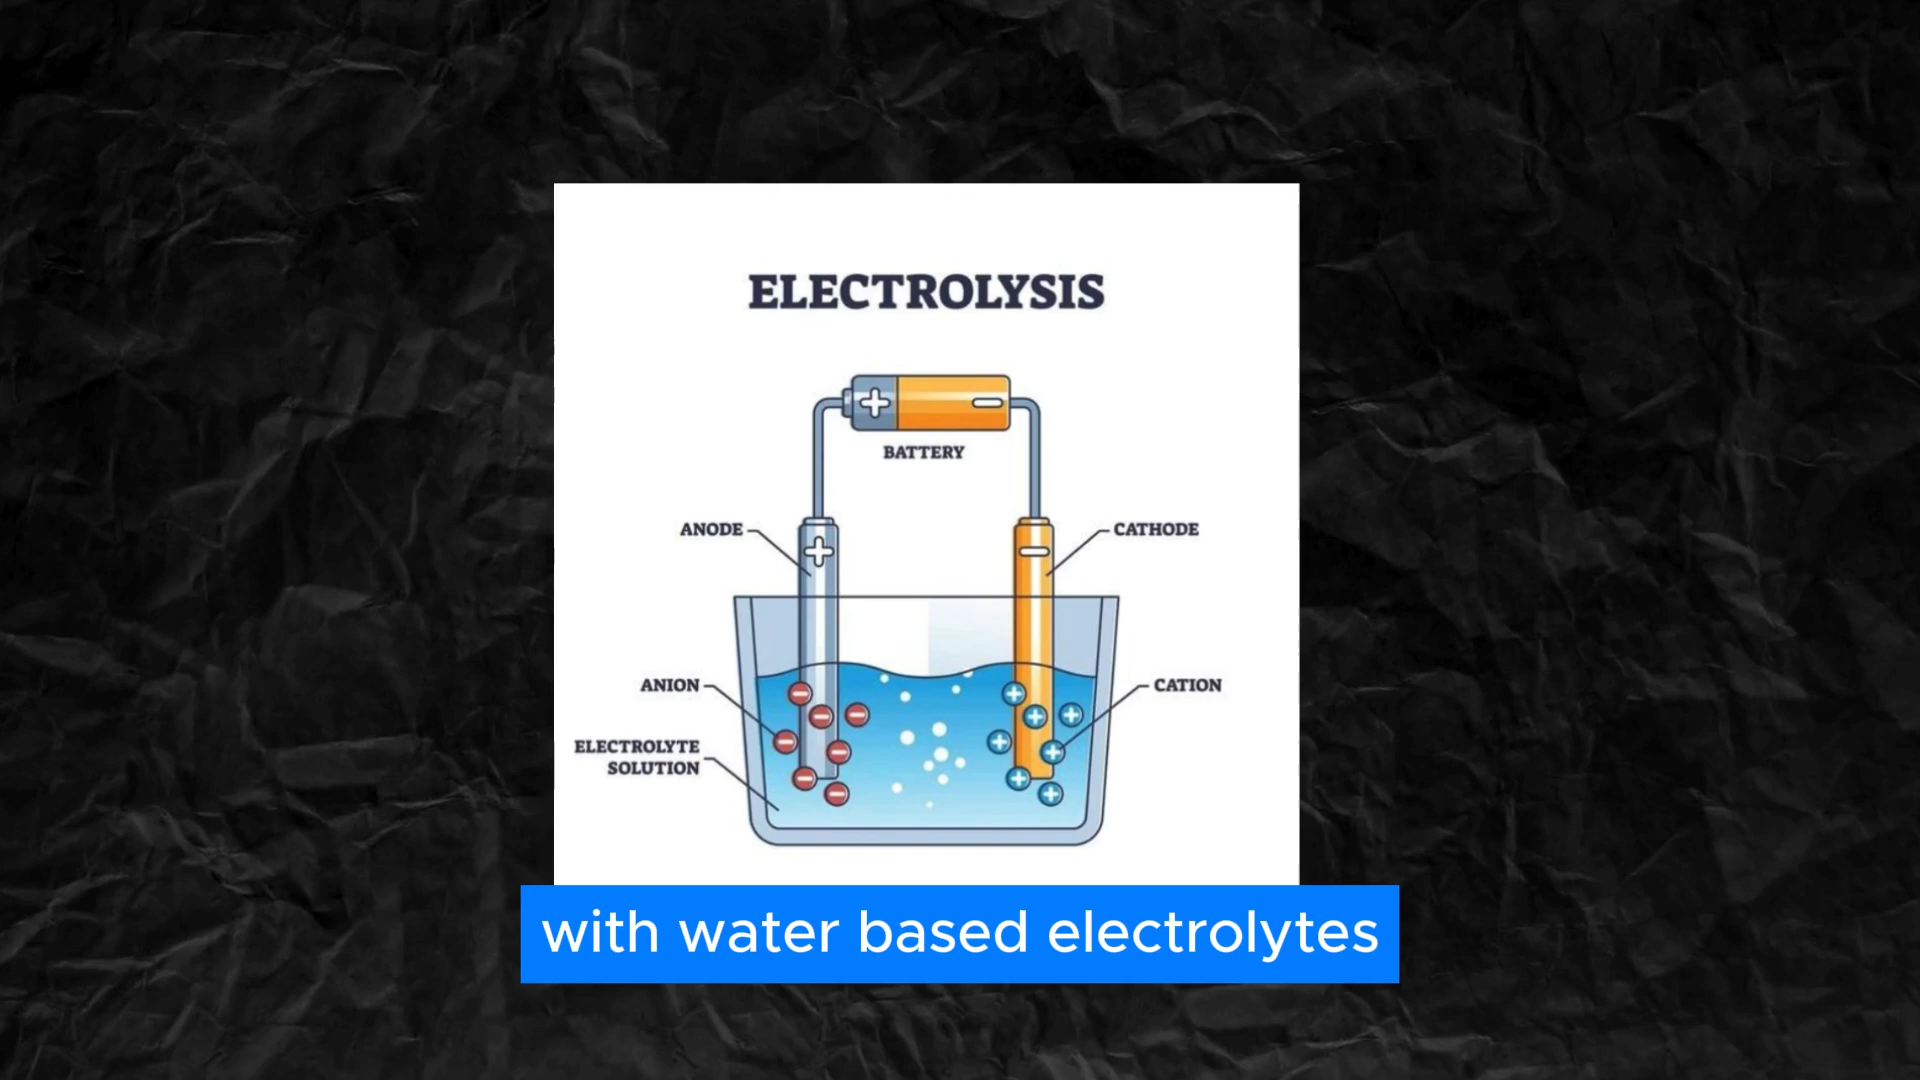 ELECTROLYSIS
BATTERY
ANODE
CATHODE
ANION
CATION
ELECTROLYTE
SOLUTION
with water based electrolytes